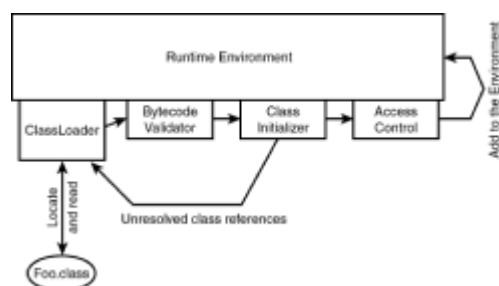 Runtime Environment
ClassLoader
Bytecode
Validator
Class
Initializer
Access
Control
Add to the Environment
Unresolved class references
Locate
and read
Foo.class